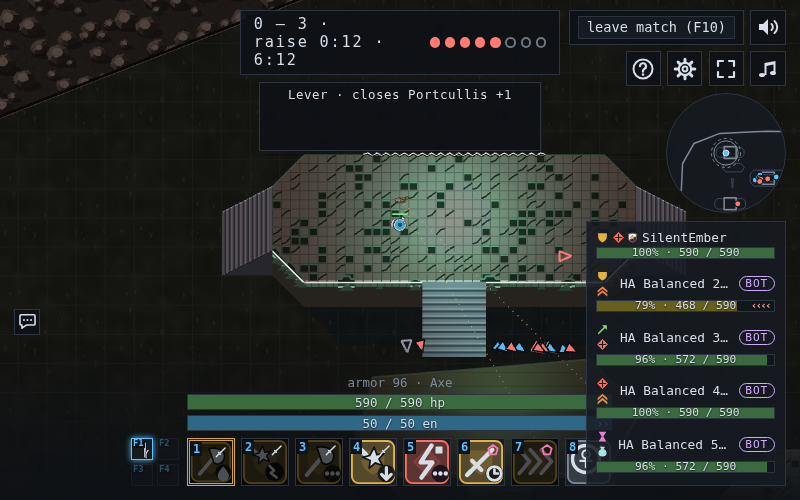 0 – 3 ·
raise 0:12 ·
6:12
leave match (F10)
Lever · closes Portcullis +1
SilentEmber
100% · 590 / 590
HA Balanced 2… BOT
79% · 468 / 590 <<<<
HA Balanced 3… BOT
96% · 572 / 590
HA Balanced 4… BOT
100% · 590 / 590
HA Balanced 5… BOT
96% · 572 / 590
armor 96 · Axe
590 / 590 hp
50 / 50 en
F1 F2
F3 F4
1 2 3 4 5 6 7 8